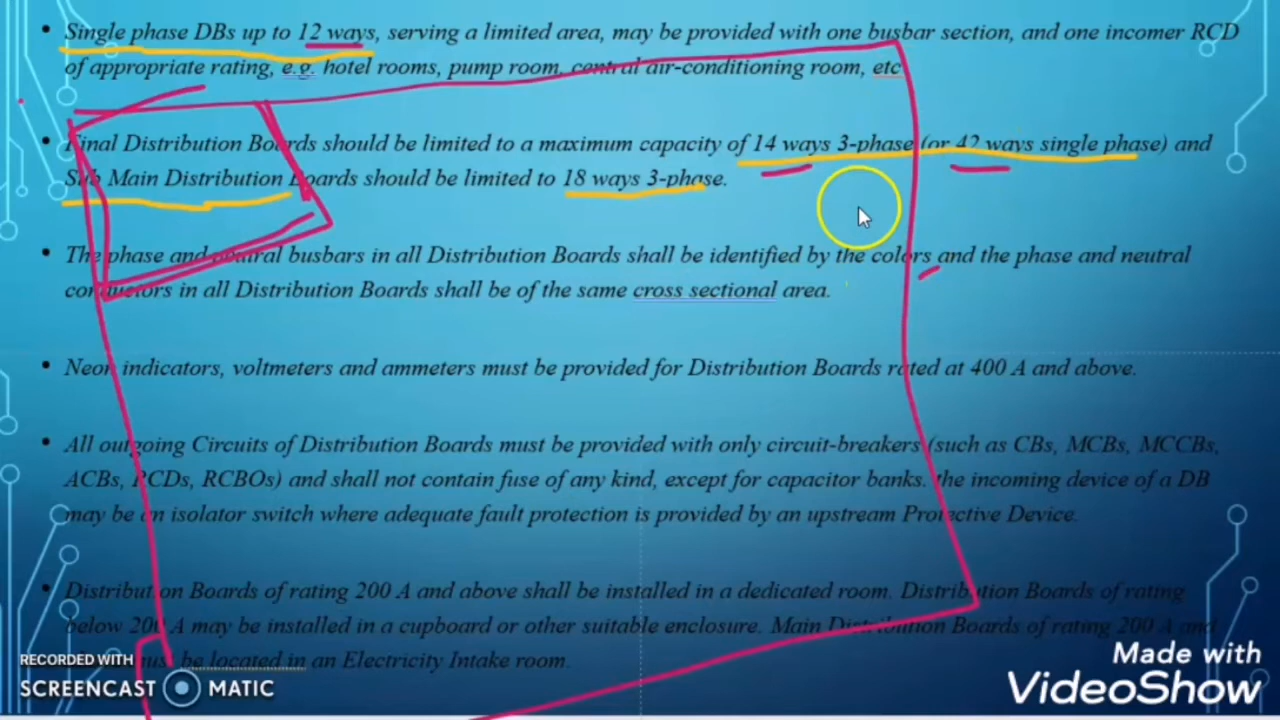 • Single phase DBs up to 12 ways, serving a limited area, may be provided with one busbar section, and one incomer RCD
of appropriate rating, e.g. hotel rooms, pump room, central air-conditioning room, etc
• Final Distribution Boards should be limited to a maximum capacity of 14 ways 3-phase (or 42 ways single phase) and
Sub Main Distribution Boards should be limited to 18 ways 3-phase.
• The phase and neutral busbars in all Distribution Boards shall be identified by the colors and the phase and neutral
conductors in all Distribution Boards shall be of the same cross sectional area.
• Neon indicators, voltmeters and ammeters must be provided for Distribution Boards rated at 400 A and above.
• All outgoing Circuits of Distribution Boards must be provided with only circuit-breakers (such as CBs, MCBs, MCCBs,
ACBs, RCDs, RCBOs) and shall not contain fuse of any kind, except for capacitor banks. the incoming device of a DB
may be an isolator switch where adequate fault protection is provided by an upstream Protective Device.
• Distribution Boards of rating 200 A and above shall be installed in a dedicated room. Distribution Boards of rating
below 200 A may be installed in a cupboard or other suitable enclosure. Main Distribution Boards of rating 200 A and
be located in an Electricity Intake room.
RECORDED WITH
SCREENCAST MATIC
Made with
VideoShow